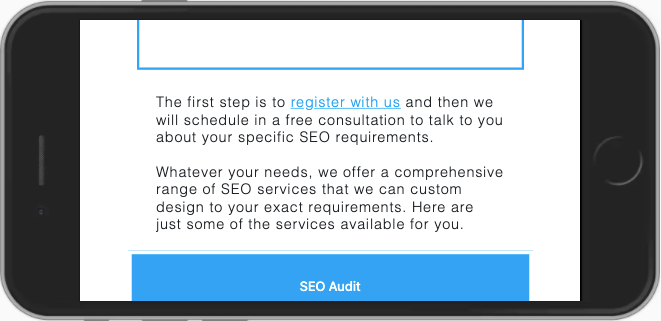 The first step is to register with us and then we
will schedule in a free consultation to talk to you
about your specific SEO requirements.
Whatever your needs, we offer a comprehensive
range of SEO services that we can custom
design to your exact requirements. Here are
just some of the services available for you.
SEO Audit